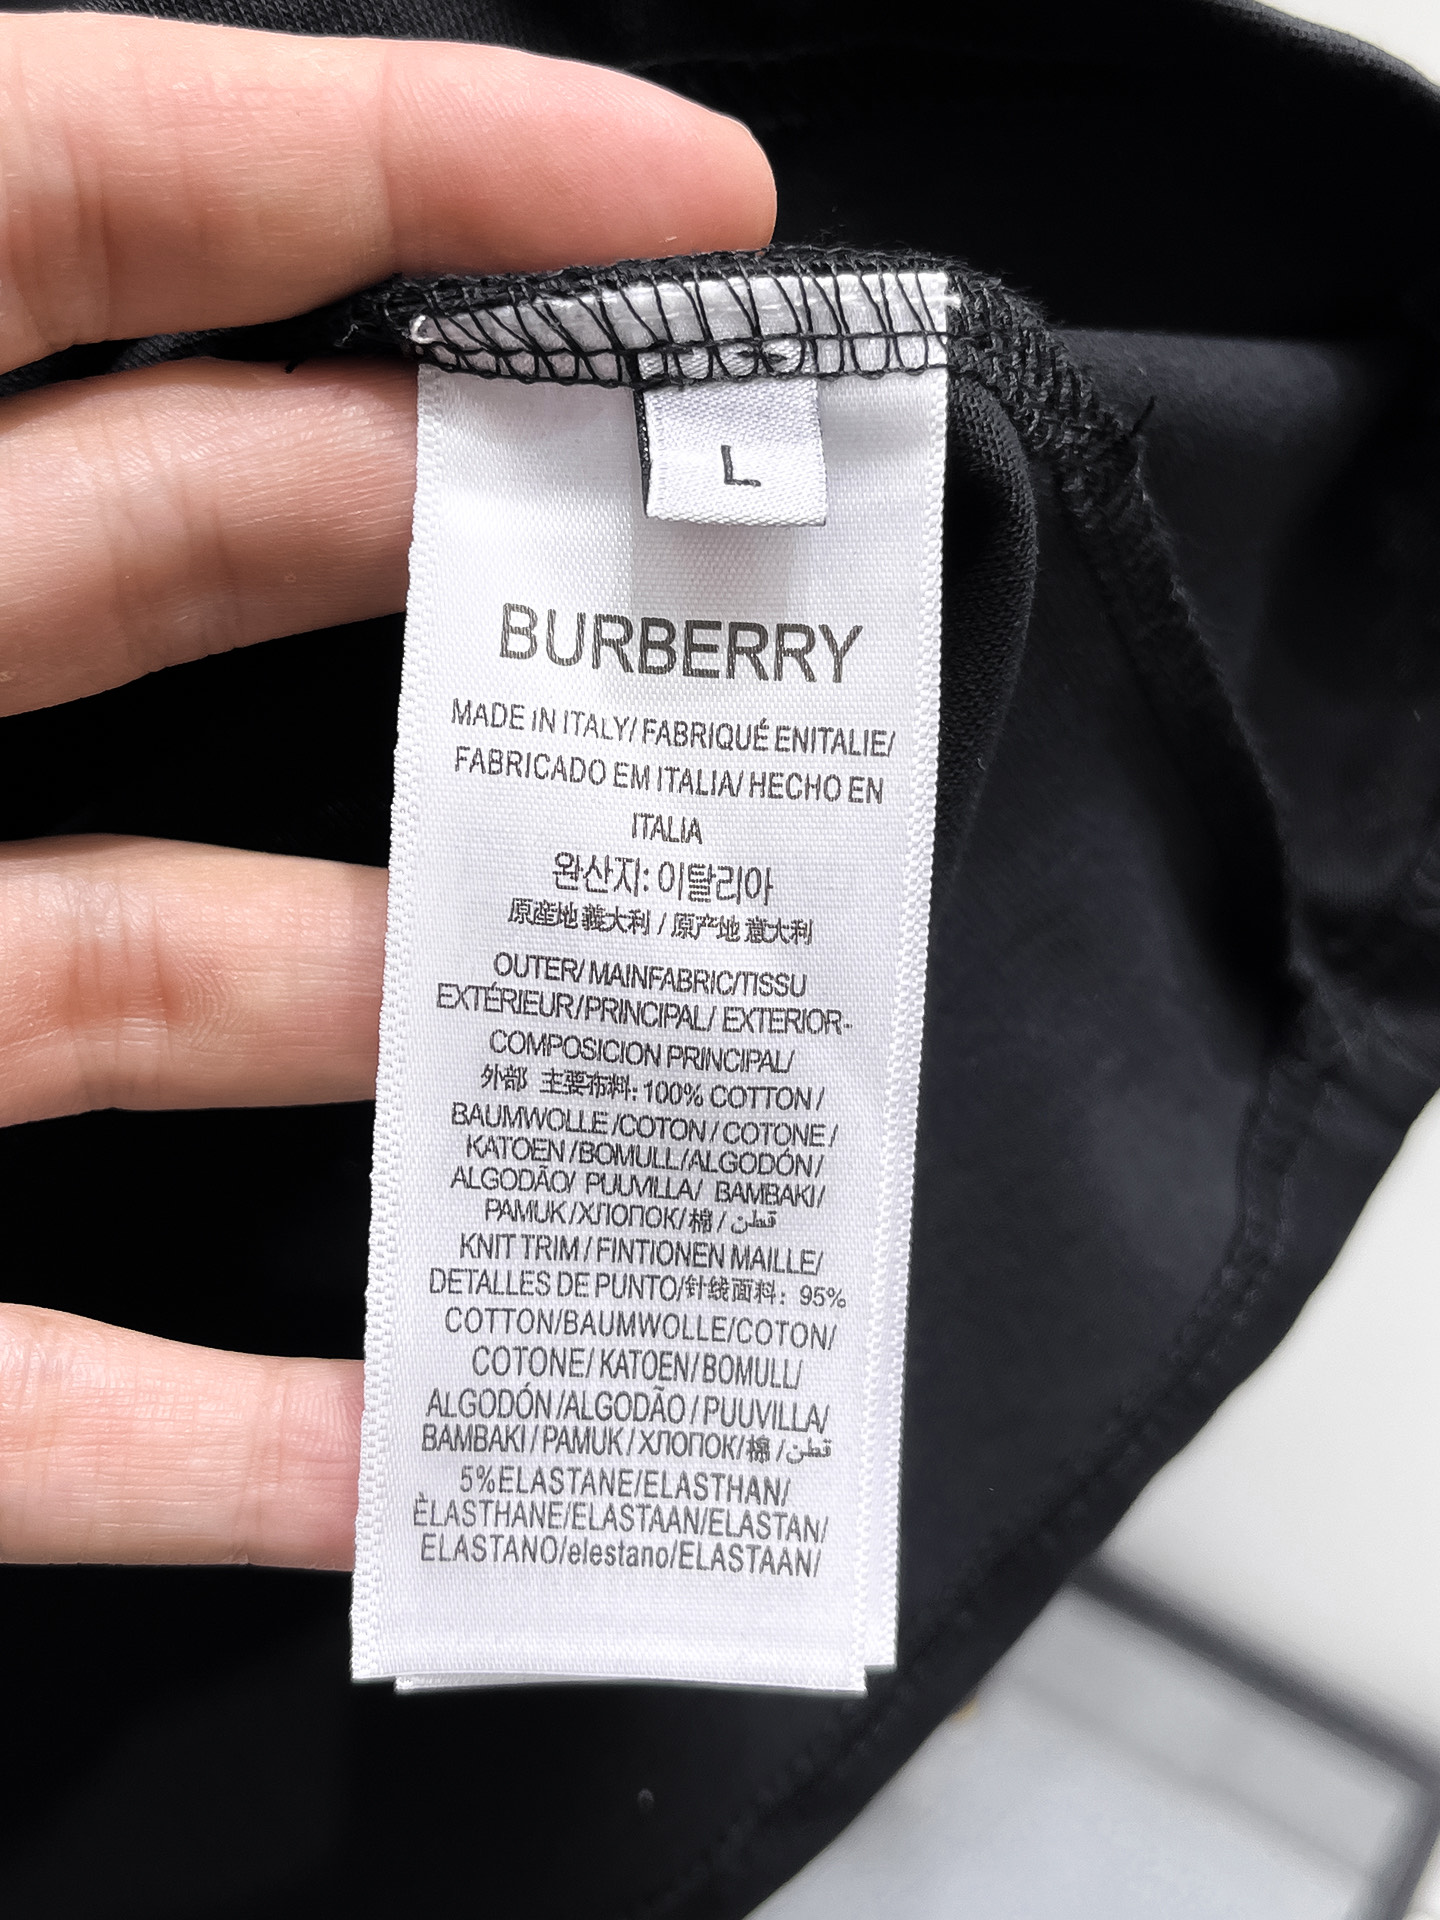 L
BURBERRY
MADE IN ITALY/ FABRIQUÉ ENITALIE/
FABRICADO EM ITALIA/ HECHO EN
ITALIA
완산지: 이탈리아
原産地 義大利 / 原产地 意大利
OUTER/ MAINFABRIC/TISSU
EXTÉRIEUR/PRINCIPAL/ EXTERIOR-
COMPOSICION PRINCIPAL/
外部 主要布料: 100% COTTON /
BAUMWOLLE /COTON / COTONE /
KATOEN /BOMULL/ALGODÓN/
ALGODÃO/ PUUVILLA/ BAMBAKI/
PAMUK /ХЛОПОК/ 棉 / قطن
KNIT TRIM / FINTIONEN MAILLE/
DETALLES DE PUNTO/针线面料: 95%
COTTON/BAUMWOLLE/COTON/
COTONE/ KATOEN/ BOMULL/
ALGODÓN /ALGODÃO / PUUVILLA/
BAMBAKI / PAMUK / ХЛОПОК/ 棉 / قطن
5%ELASTANE/ELASTHAN/
ÈLASTHANE/ELASTAAN/ELASTAN/
ELASTANO/elestano/ELASTAAN/